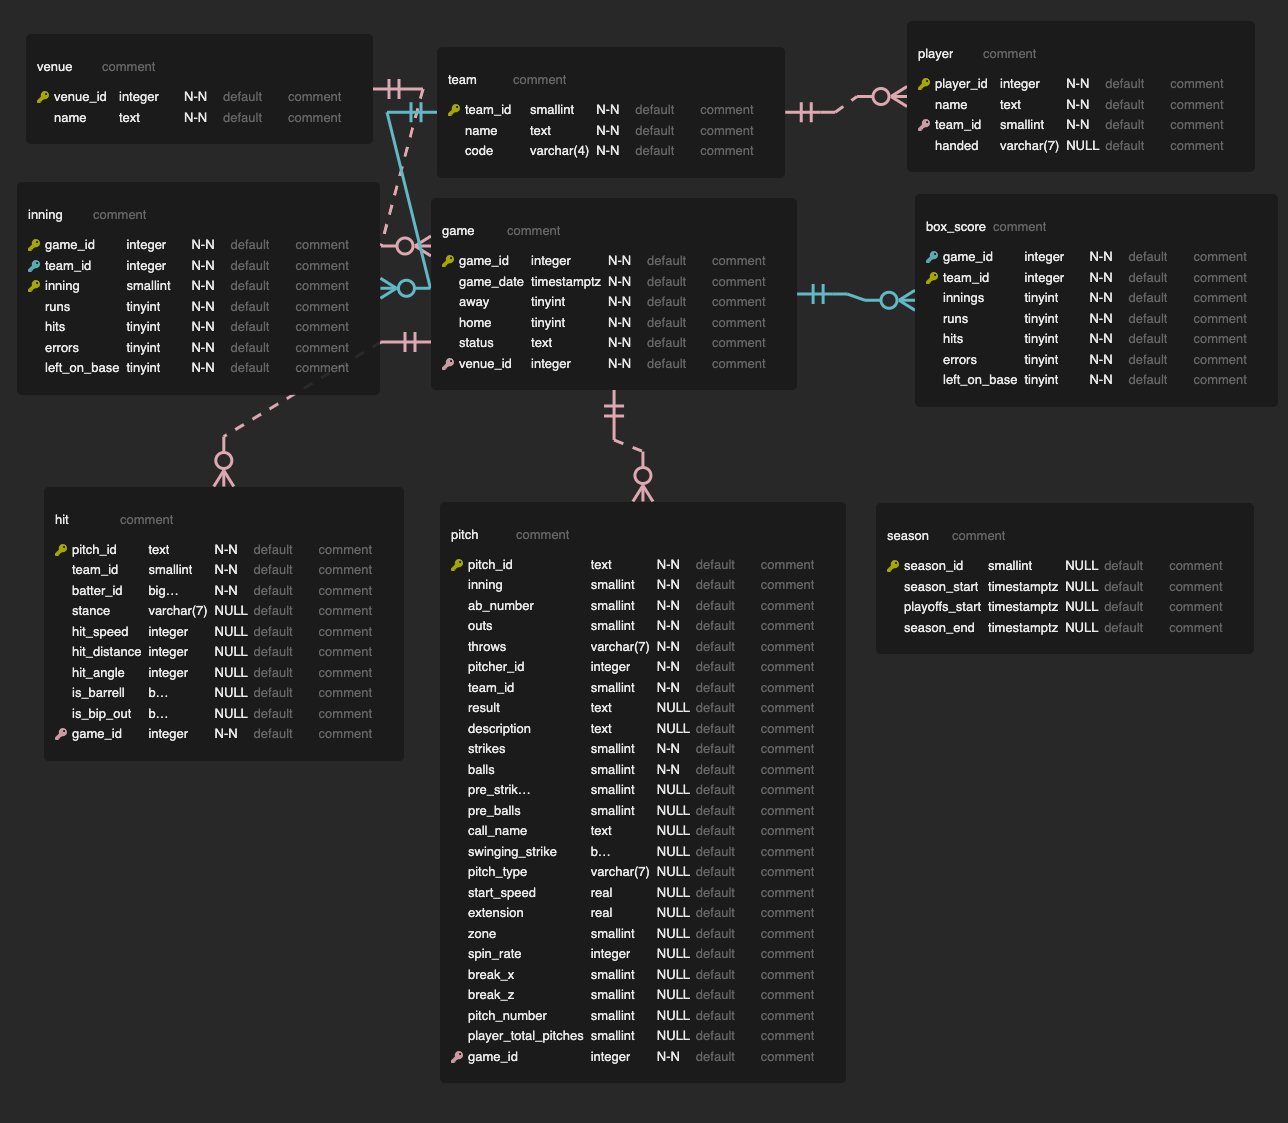 venue comment
venue_id integer N-N default comment
name text N-N default comment
team comment
team_id smallint N-N default comment
name text N-N default comment
code varchar(4) N-N default comment
player comment
player_id integer N-N default comment
name text N-N default comment
team_id smallint N-N default comment
handed varchar(7) NULL default comment
inning comment
game_id integer N-N default comment
team_id integer N-N default comment
inning smallint N-N default comment
runs tinyint N-N default comment
hits tinyint N-N default comment
errors tinyint N-N default comment
left_on_base tinyint N-N default comment
game comment
game_id integer N-N default comment
game_date timestamptz N-N default comment
away tinyint N-N default comment
home tinyint N-N default comment
status text N-N default comment
venue_id integer N-N default comment
box_score comment
game_id integer N-N default comment
team_id integer N-N default comment
innings tinyint N-N default comment
runs tinyint N-N default comment
hits tinyint N-N default comment
errors tinyint N-N default comment
left_on_base tinyint N-N default comment
hit comment
pitch_id text N-N default comment
team_id smallint N-N default comment
batter_id big... N-N default comment
stance varchar(7) NULL default comment
hit_speed integer NULL default comment
hit_distance integer NULL default comment
hit_angle integer NULL default comment
is_barrell b... NULL default comment
is_bip_out b... NULL default comment
game_id integer N-N default comment
pitch comment
pitch_id text N-N default comment
inning smallint N-N default comment
ab_number smallint N-N default comment
outs smallint N-N default comment
throws varchar(7) N-N default comment
pitcher_id integer N-N default comment
team_id smallint N-N default comment
result text NULL default comment
description text NULL default comment
strikes smallint N-N default comment
balls smallint N-N default comment
pre_strik... smallint NULL default comment
pre_balls smallint NULL default comment
call_name text NULL default comment
swinging_strike b... NULL default comment
pitch_type varchar(7) NULL default comment
start_speed real NULL default comment
extension real NULL default comment
zone smallint NULL default comment
spin_rate integer NULL default comment
break_x smallint NULL default comment
break_z smallint NULL default comment
pitch_number smallint NULL default comment
player_total_pitches smallint NULL default comment
game_id integer N-N default comment
season comment
season_id smallint NULL default comment
season_start timestamptz NULL default comment
playoffs_start timestamptz NULL default comment
season_end timestamptz NULL default comment